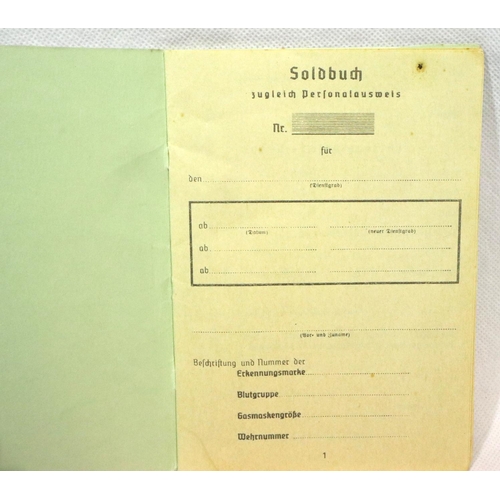 Soldbuch
zugleich Personalausweis
Nr.
für
den
(Dienstgrad)
ab
(Datum) (neuer Dienstgrad)
ab
ab
(Vor- und Zuname)
Beschriftung und Nummer der
Erkennungsmarke
Blutgruppe
Gasmaskengröße
Wehrnummer
1